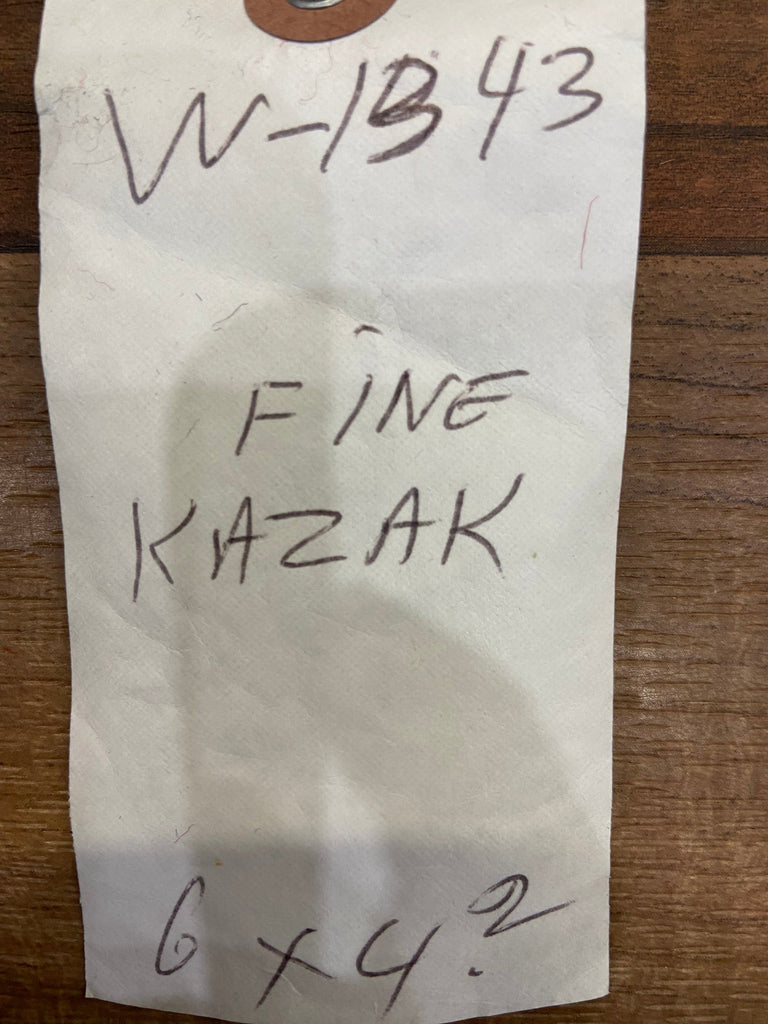 W-1343
FINE
KAZAK
6 x 4.2